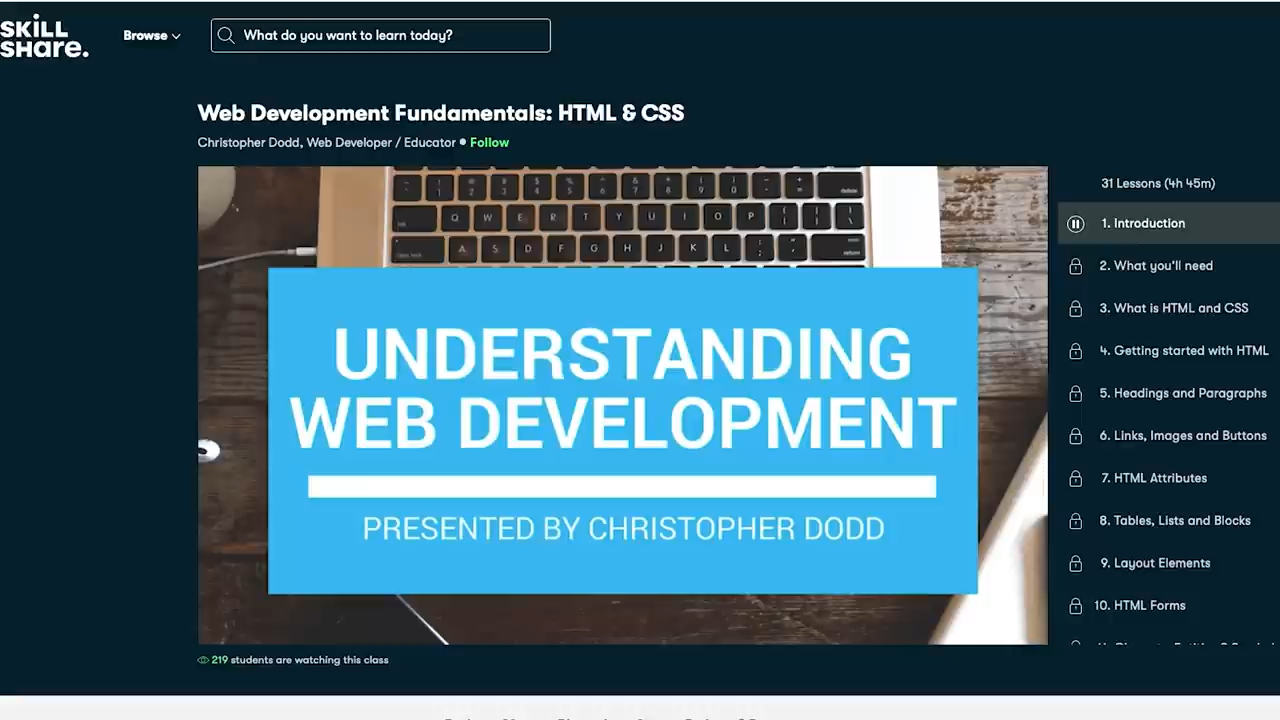 SKiLL
SHare.
Browse
What do you want to learn today?
Web Development Fundamentals: HTML & CSS
Christopher Dodd, Web Developer / Educator • Follow
31 Lessons (4h 45m)
1. Introduction
2. What you'll need
3. What is HTML and CSS
4. Getting started with HTML
5. Headings and Paragraphs
6. Links, Images and Buttons
7. HTML Attributes
8. Tables, Lists and Blocks
9. Layout Elements
10. HTML Forms
Q W E R T Y U I O P
A S D F G H J K L
UNDERSTANDING
WEB DEVELOPMENT
PRESENTED BY CHRISTOPHER DODD
219 students are watching this class